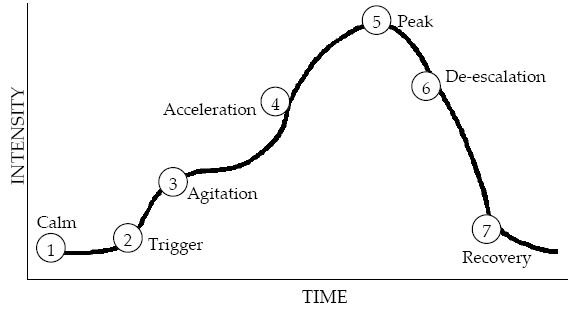 INTENSITY
Calm
1
2
Trigger
3
Agitation
Acceleration
4
5
Peak
6
De-escalation
7
Recovery
TIME